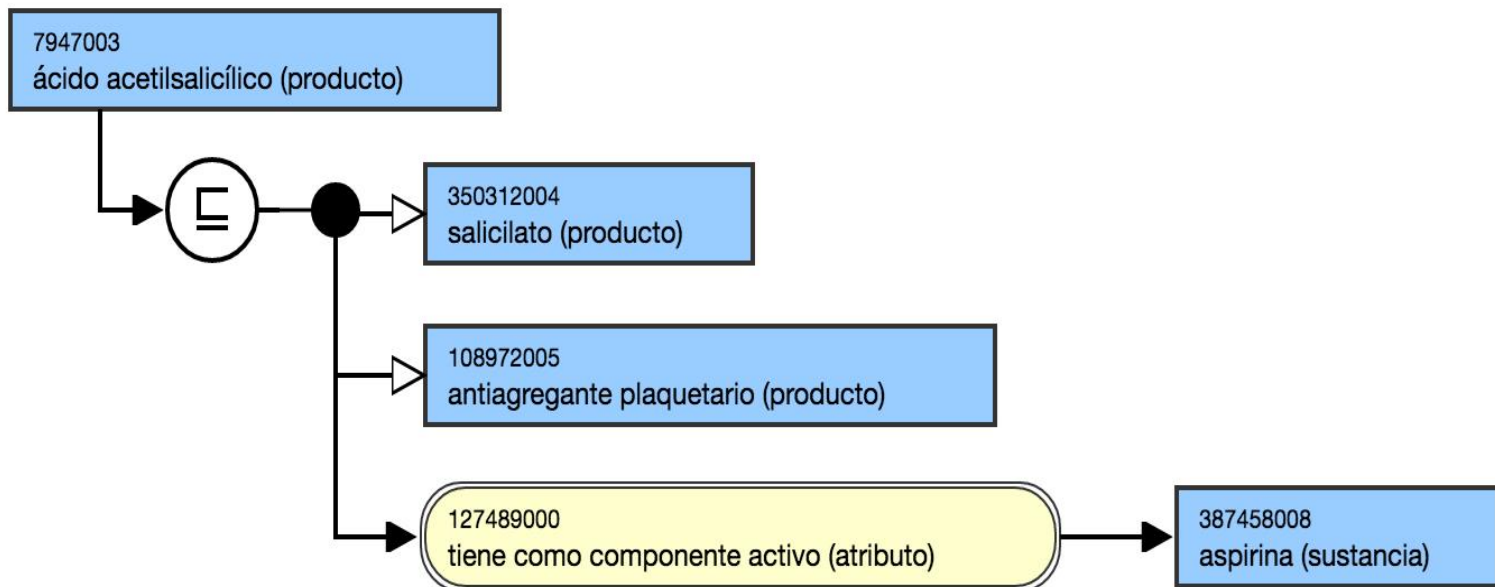 7947003
ácido acetilsalicílico (producto)
⊑
350312004
salicilato (producto)
108972005
antiagregante plaquetario (producto)
127489000
tiene como componente activo (atributo)
387458008
aspirina (sustancia)